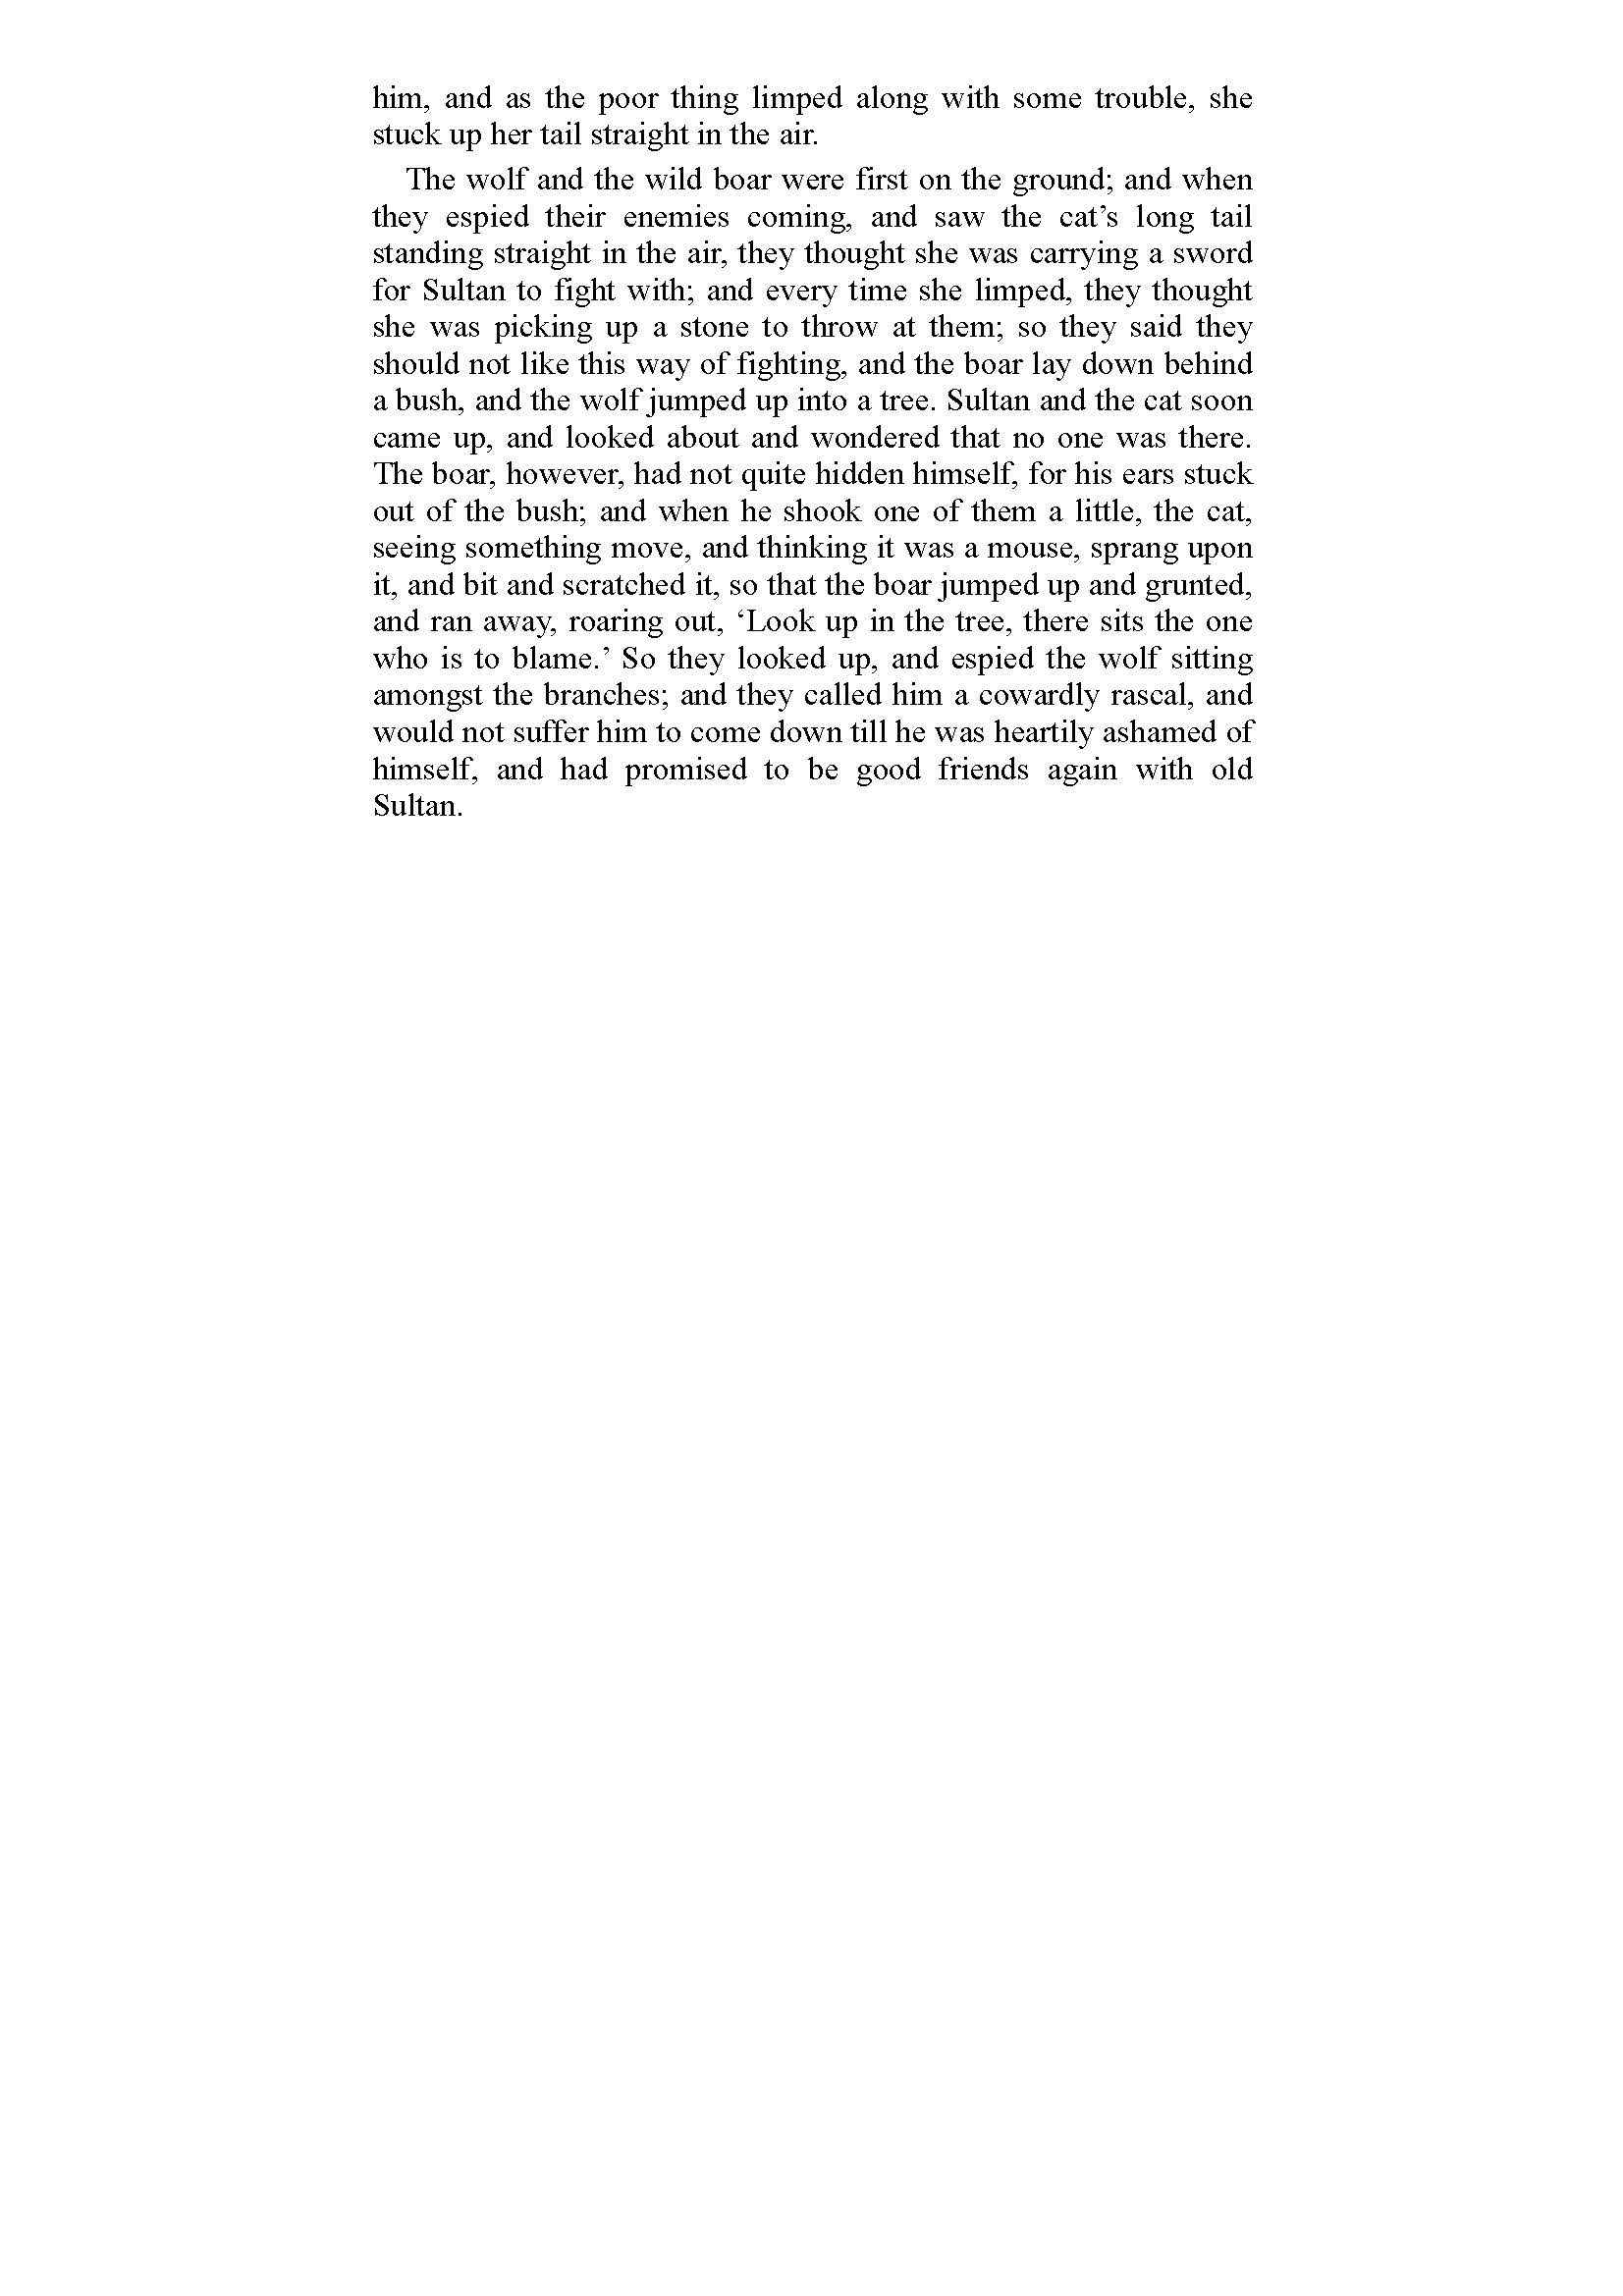 him, and as the poor thing limped along with some trouble, she
stuck up her tail straight in the air.
The wolf and the wild boar were first on the ground; and when
they espied their enemies coming, and saw the cat’s long tail
standing straight in the air, they thought she was carrying a sword
for Sultan to fight with; and every time she limped, they thought
she was picking up a stone to throw at them; so they said they
should not like this way of fighting, and the boar lay down behind
a bush, and the wolf jumped up into a tree. Sultan and the cat soon
came up, and looked about and wondered that no one was there.
The boar, however, had not quite hidden himself, for his ears stuck
out of the bush; and when he shook one of them a little, the cat,
seeing something move, and thinking it was a mouse, sprang upon
it, and bit and scratched it, so that the boar jumped up and grunted,
and ran away, roaring out, ‘Look up in the tree, there sits the one
who is to blame.’ So they looked up, and espied the wolf sitting
amongst the branches; and they called him a cowardly rascal, and
would not suffer him to come down till he was heartily ashamed of
himself, and had promised to be good friends again with old
Sultan.